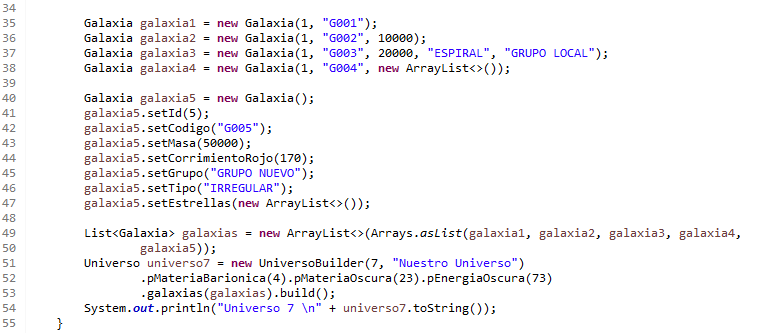 34
35 Galaxia galaxia1 = new Galaxia(1, "G001");
36 Galaxia galaxia2 = new Galaxia(1, "G002", 10000);
37 Galaxia galaxia3 = new Galaxia(1, "G003", 20000, "ESPIRAL", "GRUPO LOCAL");
38 Galaxia galaxia4 = new Galaxia(1, "G004", new ArrayList<>());
39
40 Galaxia galaxia5 = new Galaxia();
41 galaxia5.setId(5);
42 galaxia5.setCodigo("G005");
43 galaxia5.setMasa(50000);
44 galaxia5.setCorrimientoRojo(170);
45 galaxia5.setGrupo("GRUPO NUEVO");
46 galaxia5.setTipo("IRREGULAR");
47 galaxia5.setEstrellas(new ArrayList<>());
48
49 List<Galaxia> galaxias = new ArrayList<>(Arrays.asList(galaxia1, galaxia2, galaxia3, galaxia4,
50 galaxia5));
51 Universo universo7 = new UniversoBuilder(7, "Nuestro Universo")
52 .pMateriaBarionica(4).pMateriaOscura(23).pEnergiaOscura(73)
53 .galaxias(galaxias).build();
54 System.out.println("Universo 7 \n" + universo7.toString());
55 }